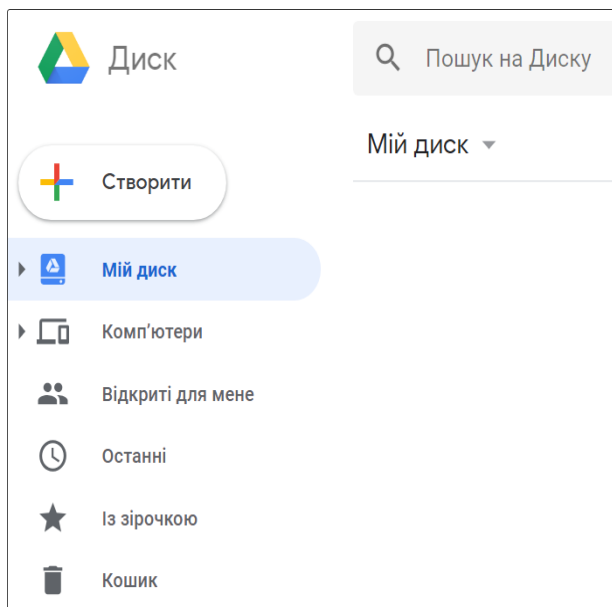 Диск
Пошук на Диску
Мій диск
Створити
Мій диск
Комп'ютери
Відкриті для мене
Останні
Із зірочкою
Кошик